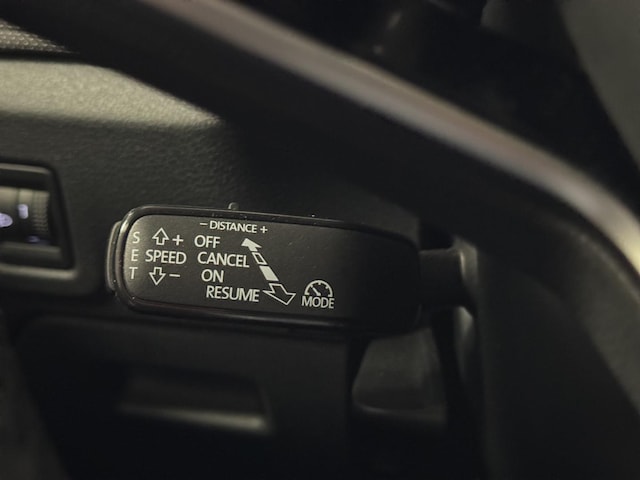 − DISTANCE +
S + OFF
E SPEED CANCEL
T − ON
RESUME
MODE